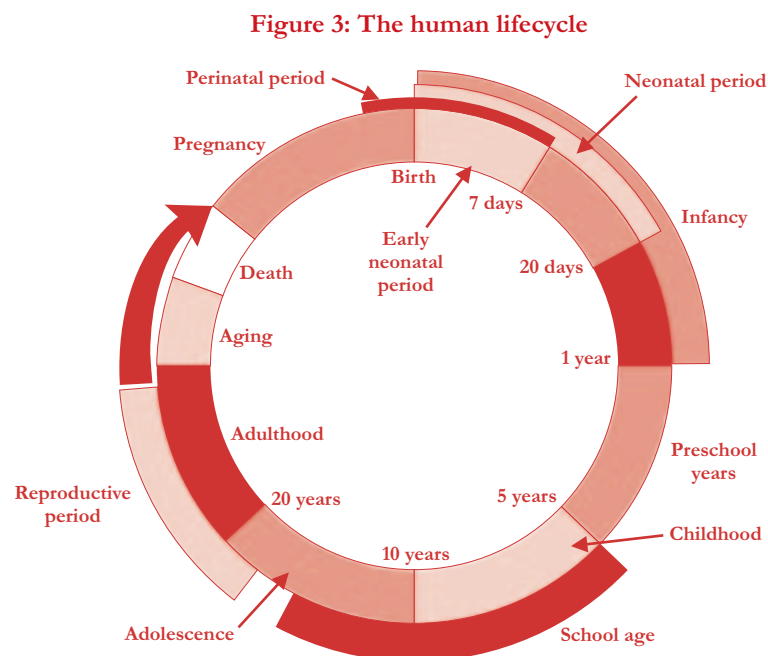 Figure 3: The human lifecycle
Perinatal period
Neonatal period
Pregnancy
Birth
7 days
Early
neonatal
period
Infancy
20 days
Death
Aging
1 year
Adulthood
Preschool
years
20 years
5 years
Reproductive
period
10 years
Childhood
Adolescence
School age